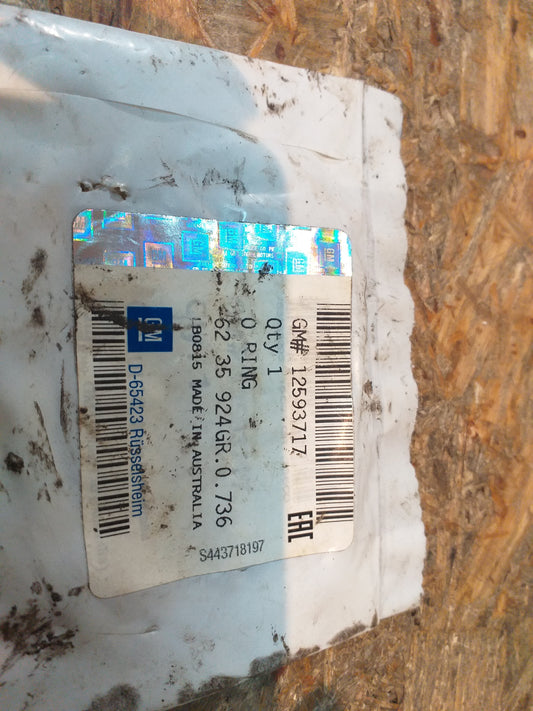 GM# 12593717
Qty 1
O RING
62 35 924GR.0.736
LB0815 MADE IN AUSTRALIA
EAC
S443718197
GM
D-65423 Rüsselsheim